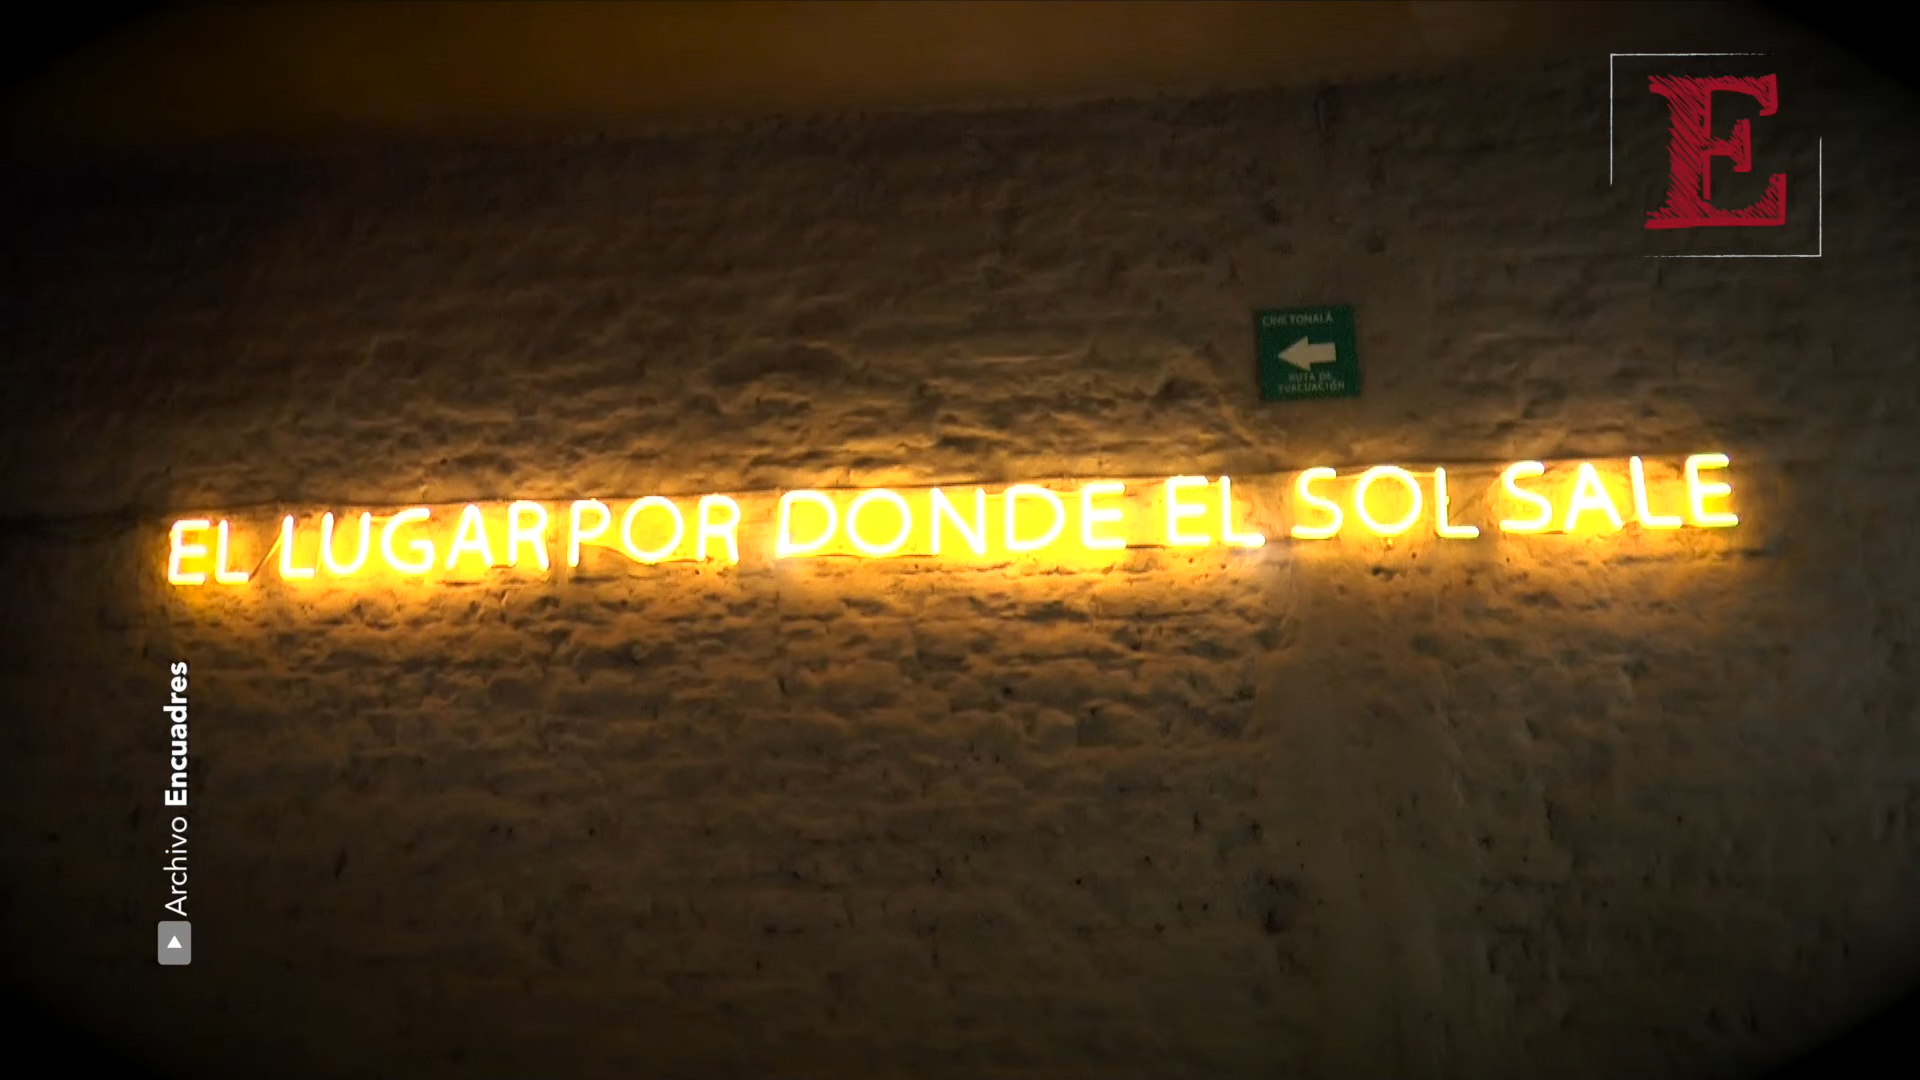 E
CINE TONALÁ
RUTA DE
EVACUACIÓN
EL LUGAR POR DONDE EL SOL SALE
Archivo Encuadres